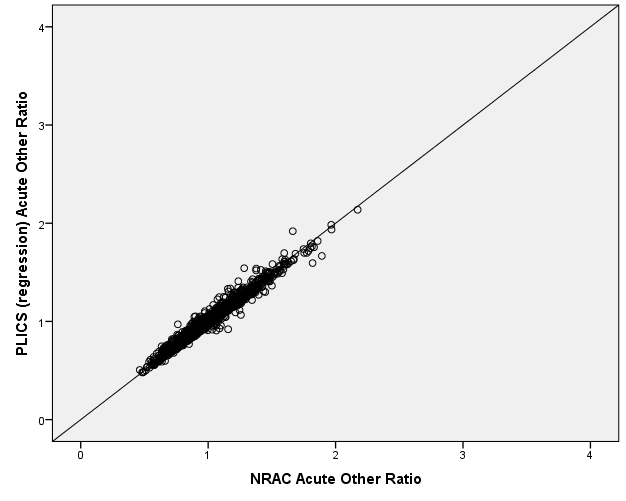 4
3
2
1
0
PLICS (regression) Acute Other Ratio
0 1 2 3 4
NRAC Acute Other Ratio